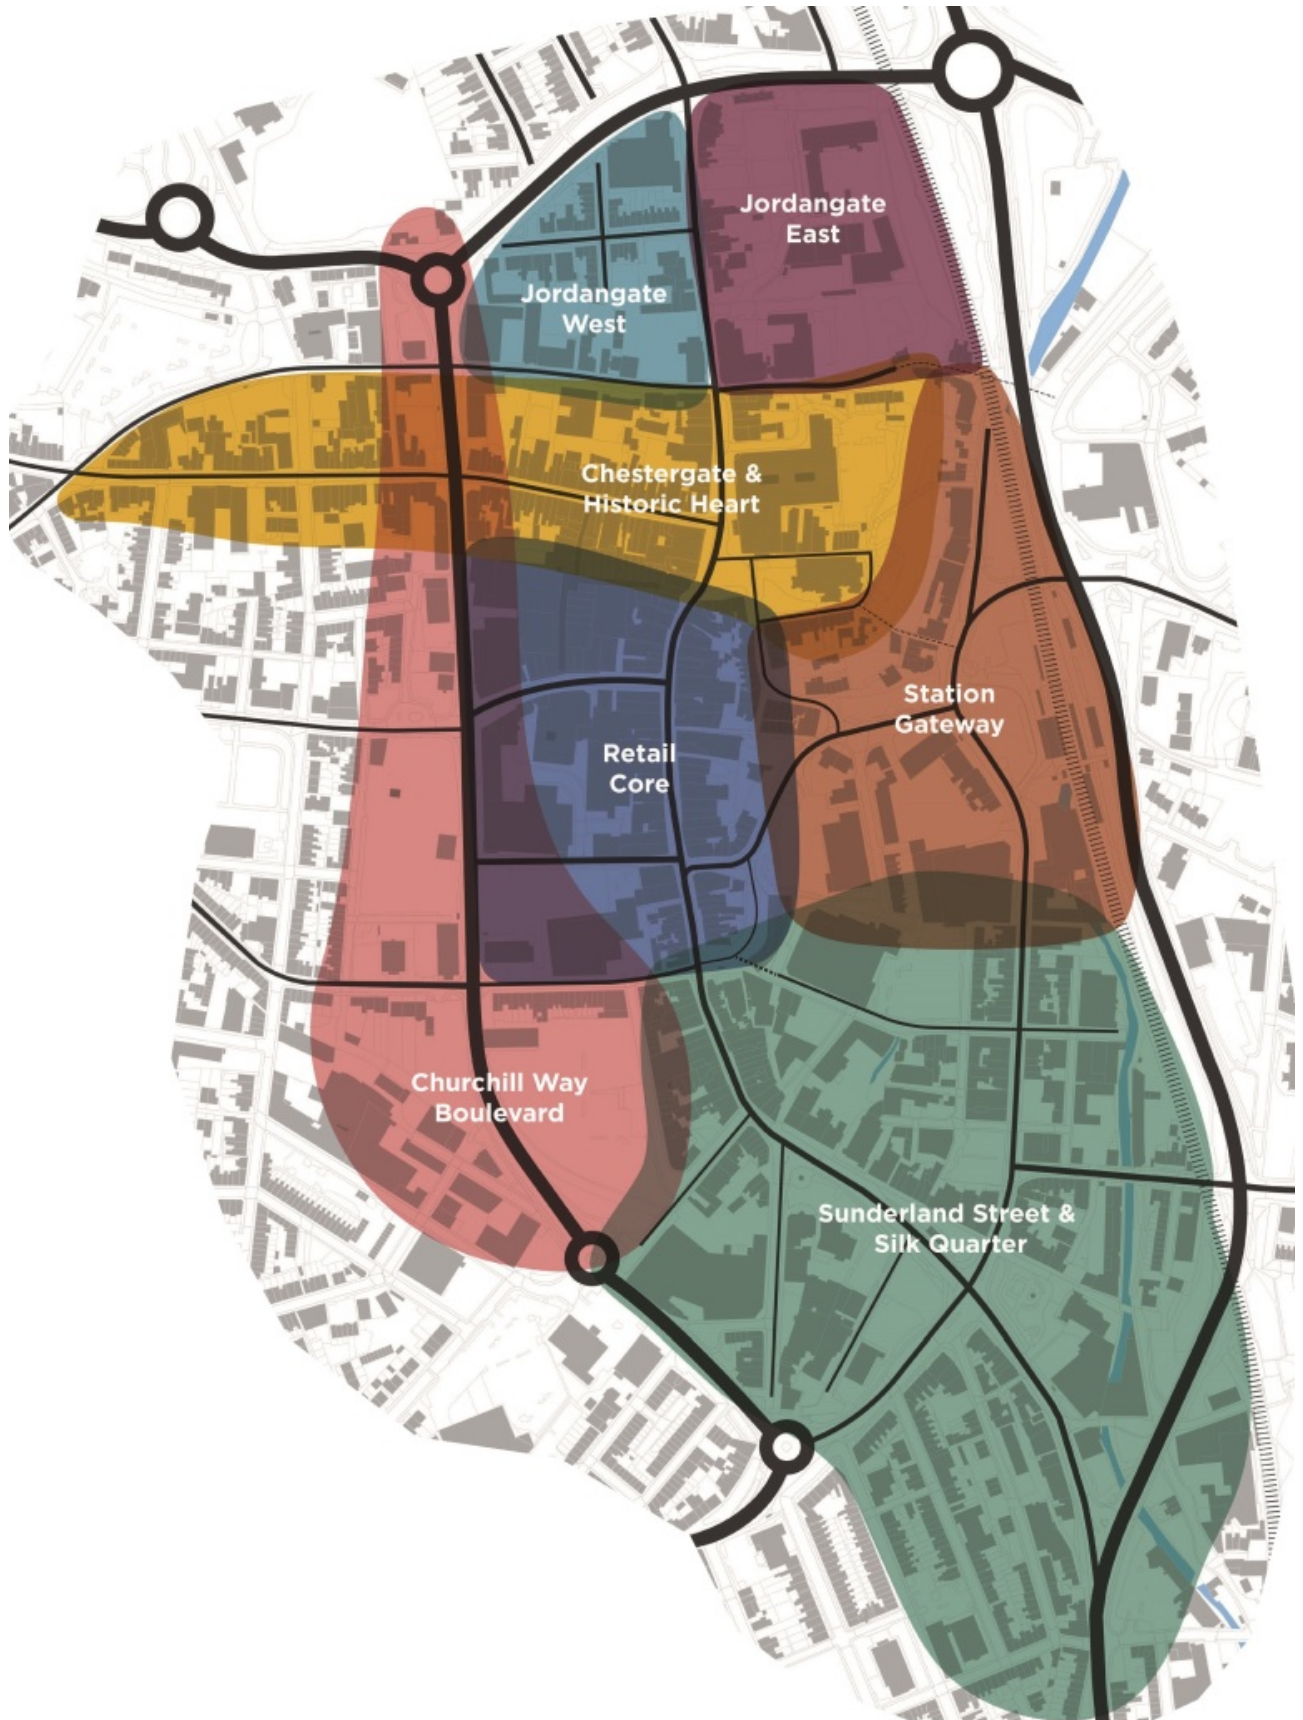 Jordangate
East
Jordangate
West
Chestergate &
Historic Heart
Station
Gateway
Retail
Core
Churchill Way
Boulevard
Sunderland Street &
Silk Quarter